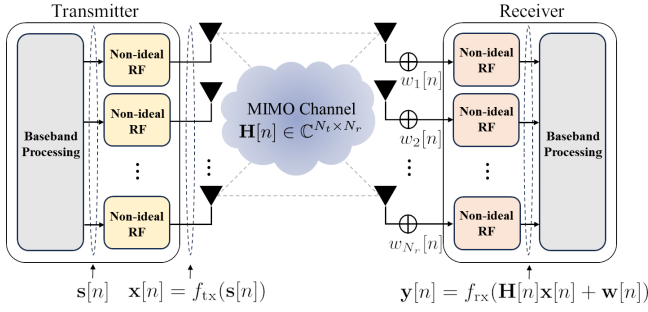 Transmitter
Receiver
Baseband
Processing
Non-ideal
RF
Non-ideal
RF
Non-ideal
RF
MIMO Channel
H[n] ∈ ℂ^{N_t×N_r}
w_1[n]
w_2[n]
w_{N_r}[n]
Non-ideal
RF
Non-ideal
RF
Non-ideal
RF
Baseband
Processing
s[n]
x[n] = f_tx(s[n])
y[n] = f_rx(H[n]x[n] + w[n])